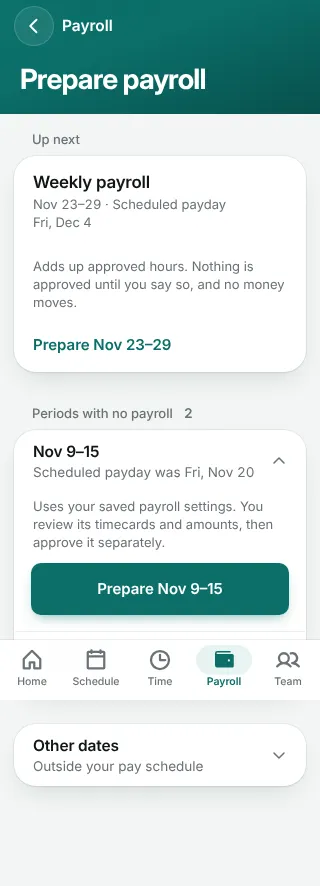 Payroll
Prepare payroll
Up next
Weekly payroll
Nov 23–29 · Scheduled payday
Fri, Dec 4
Adds up approved hours. Nothing is
approved until you say so, and no money
moves.
Prepare Nov 23–29
Periods with no payroll 2
Nov 9–15
Scheduled payday was Fri, Nov 20
Uses your saved payroll settings. You
review its timecards and amounts, then
approve it separately.
Prepare Nov 9–15
Home
Schedule
Time
Payroll
Team
Other dates
Outside your pay schedule